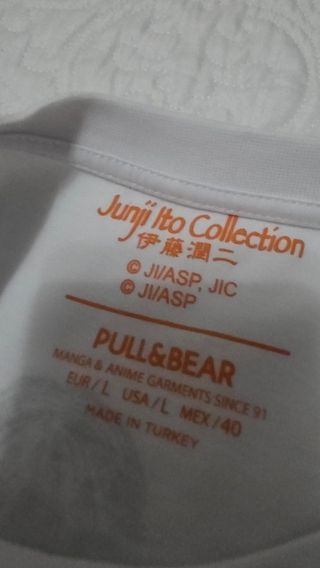 Junji Ito Collection
伊藤潤二
© JI/ASP, JIC
© JI/ASP
PULL&BEAR
MANGA & ANIME GARMENTS SINCE 91
EUR/L USA/L MEX/40
MADE IN TURKEY